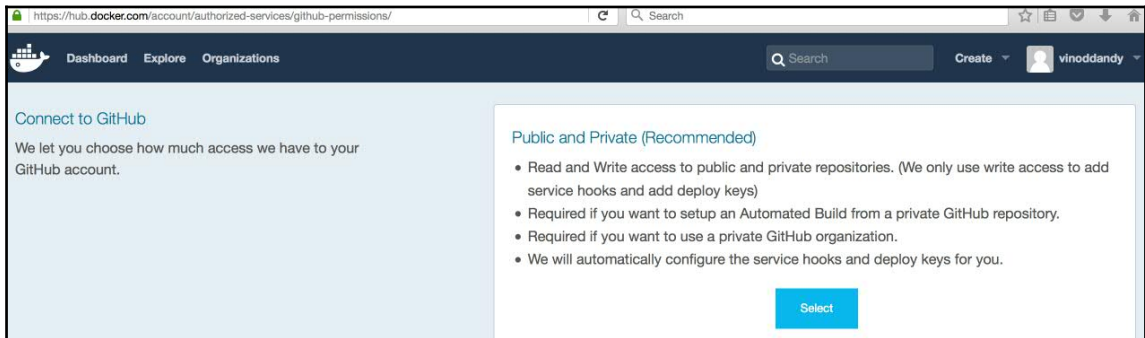 https://hub.docker.com/account/authorized-services/github-permissions/
Search
Dashboard Explore Organizations
Search
Create
vinoddandy
Connect to GitHub
We let you choose how much access we have to your
GitHub account.
Public and Private (Recommended)
• Read and Write access to public and private repositories. (We only use write access to add
service hooks and add deploy keys)
• Required if you want to setup an Automated Build from a private GitHub repository.
• Required if you want to use a private GitHub organization.
• We will automatically configure the service hooks and deploy keys for you.
Select